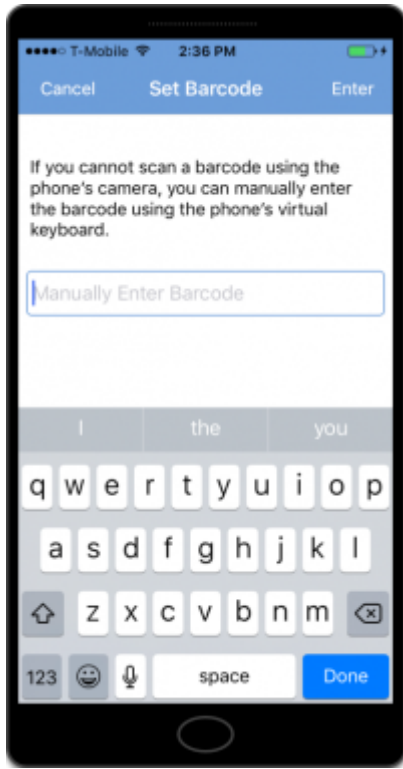 T-Mobile 2:36 PM
Cancel Set Barcode Enter
If you cannot scan a barcode using the
phone's camera, you can manually enter
the barcode using the phone's virtual
keyboard.
Manually Enter Barcode
I the you
q w e r t y u i o p
a s d f g h j k l
z x c v b n m
123 space Done